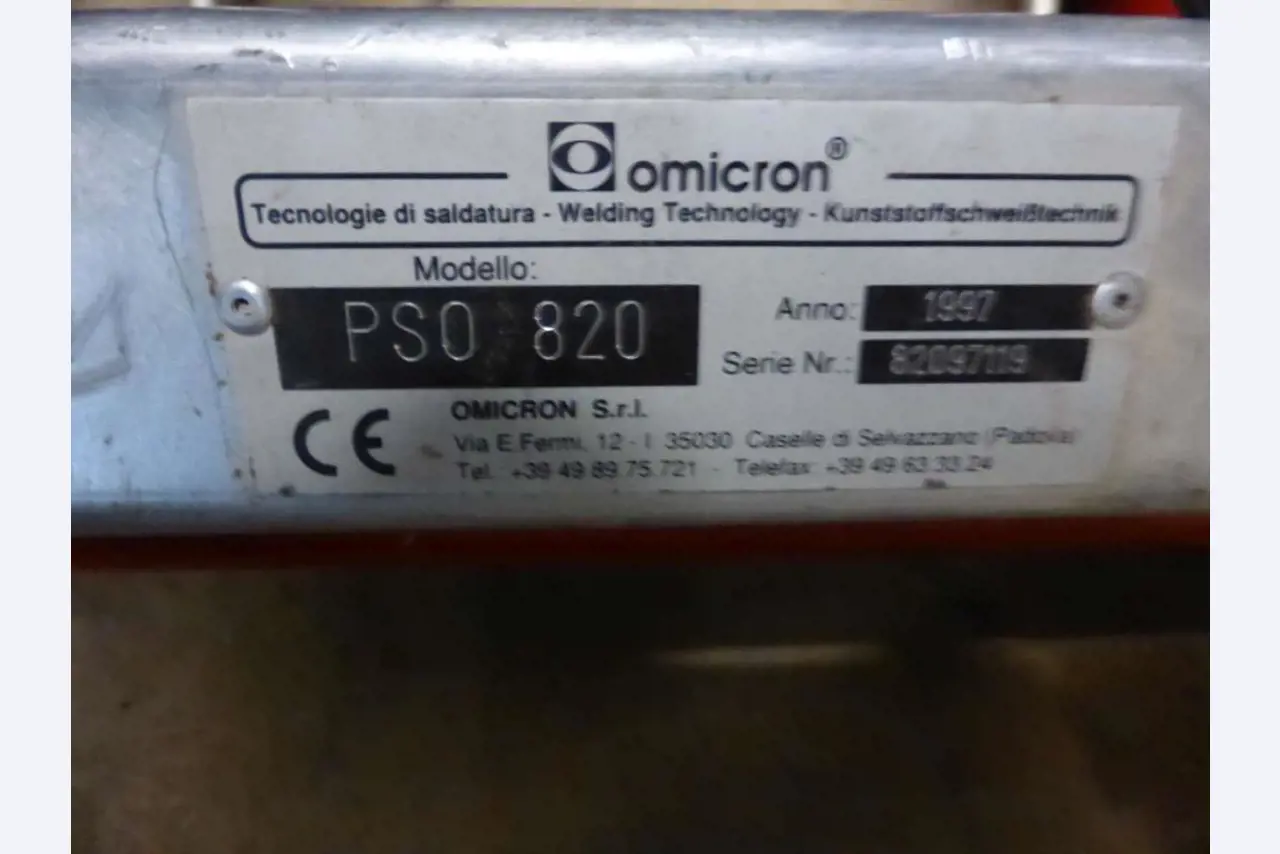 omicron®
Tecnologie di saldatura - Welding Technology - Kunststoffschweißtechnik
Modello:
PSO 820
Anno: 1997
Serie Nr.: 82097119
CE
OMICRON S.r.l.
Via E.Fermi, 12 - I 35030 Caselle di Selvazzano (Padova)
Tel. +39 49 89 75 721 - Telefax +39 49 63 33 24